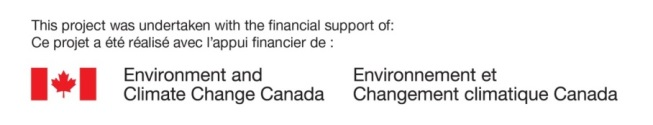 This project was undertaken with the financial support of:
Ce projet a été réalisé avec l’appui financier de :
Environment and
Climate Change Canada
Environnement et
Changement climatique Canada